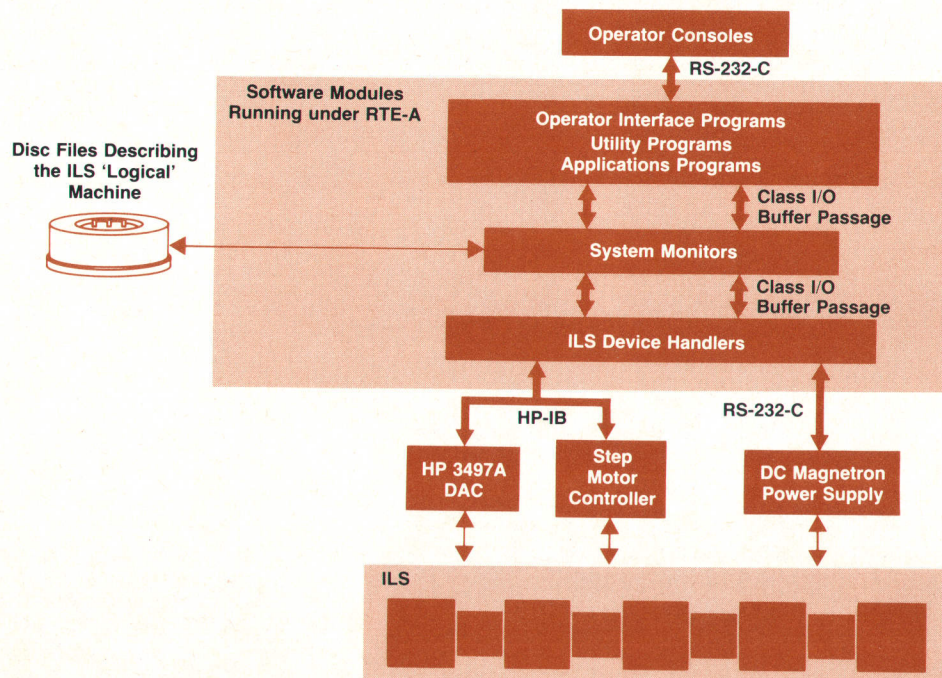 Operator Consoles
RS-232-C
Software Modules
Running under RTE-A
Operator Interface Programs
Utility Programs
Applications Programs
Disc Files Describing
the ILS ‘Logical’
Machine
Class I/O
Buffer Passage
System Monitors
Class I/O
Buffer Passage
ILS Device Handlers
HP-IB
RS-232-C
HP 3497A
DAC
Step
Motor
Controller
DC Magnetron
Power Supply
ILS